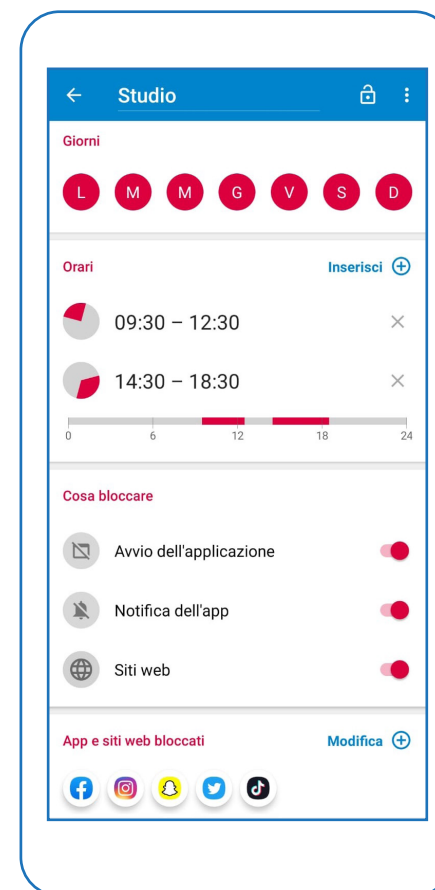 Studio
Giorni
L M M G V S D
Orari Inserisci
09:30 – 12:30
14:30 – 18:30
0 6 12 18 24
Cosa bloccare
Avvio dell'applicazione
Notifica dell'app
Siti web
App e siti web bloccati Modifica